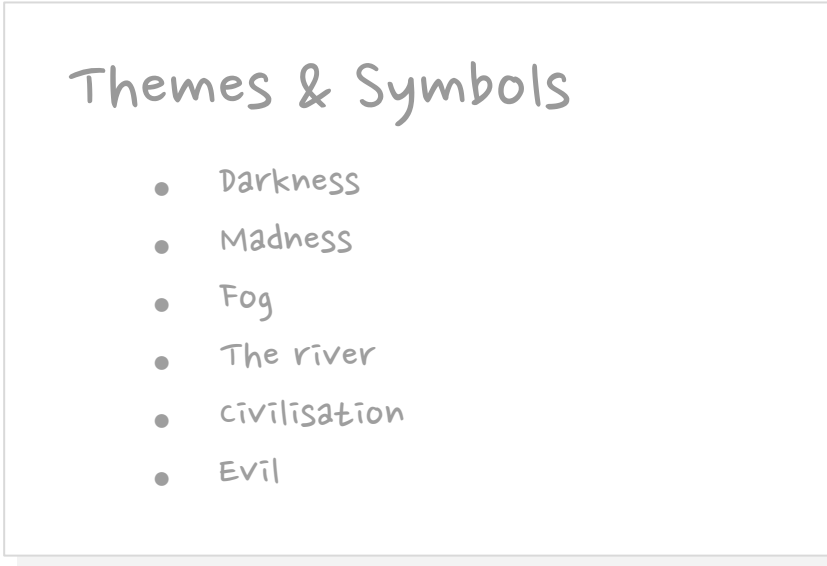 Themes & Symbols
• Darkness
• Madness
• Fog
• The river
• Civilisation
• Evil